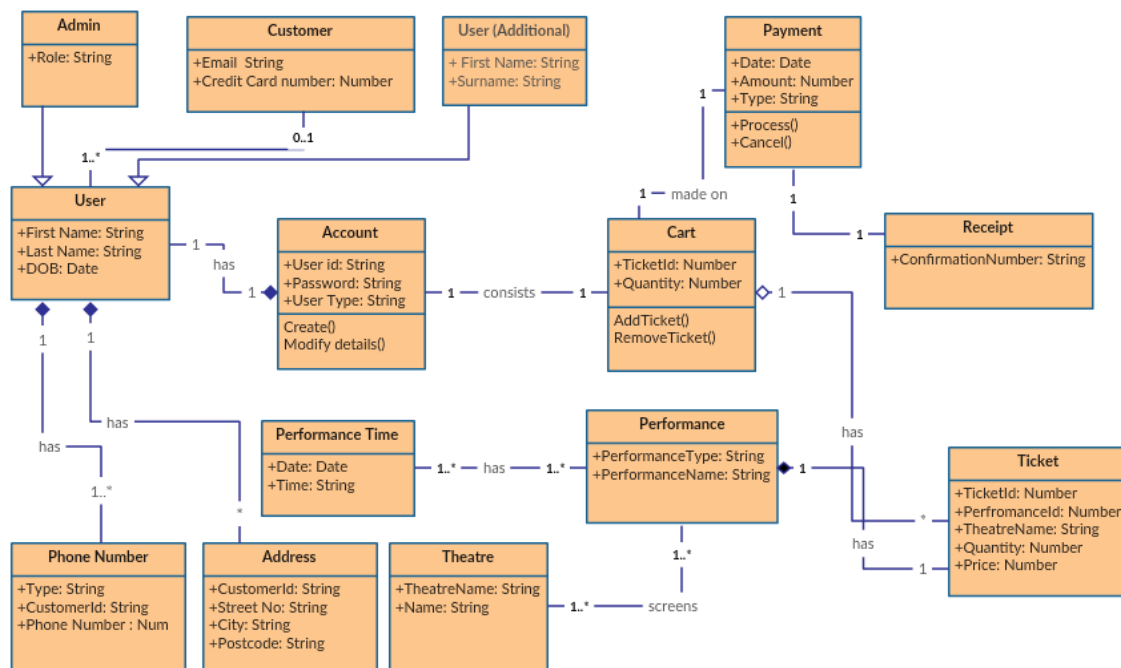 Admin
+Role: String
Customer
+Email  String
+Credit Card number: Number
User (Additional)
+ First Name: String
+Surname: String
Payment
+Date: Date
+Amount: Number
+Type: String
+Process()
+Cancel()
0..1
1..*
1
1
made on
1
1
User
+First Name: String
+Last Name: String
+DOB: Date
1
has
1
Account
+User id: String
+Password: String
+User Type: String
Create()
Modify details()
1
consists
1
Cart
+TicketId: Number
+Quantity: Number
AddTicket()
RemoveTicket()
1
Receipt
+ConfirmationNumber: String
1
1
has
has
1..*
*
Performance Time
+Date: Date
+Time: String
1..*
has
1..*
Performance
+PerformanceType: String
+PerformanceName: String
1
has
*
has
1
Ticket
+TicketId: Number
+PerfromanceId: Number
+TheatreName: String
+Quantity: Number
+Price: Number
Phone Number
+Type: String
+CustomerId: String
+Phone Number : Num
Address
+CustomerId: String
+Street No: String
+City: String
+Postcode: String
Theatre
+TheatreName: String
+Name: String
1..*
screens
1..*